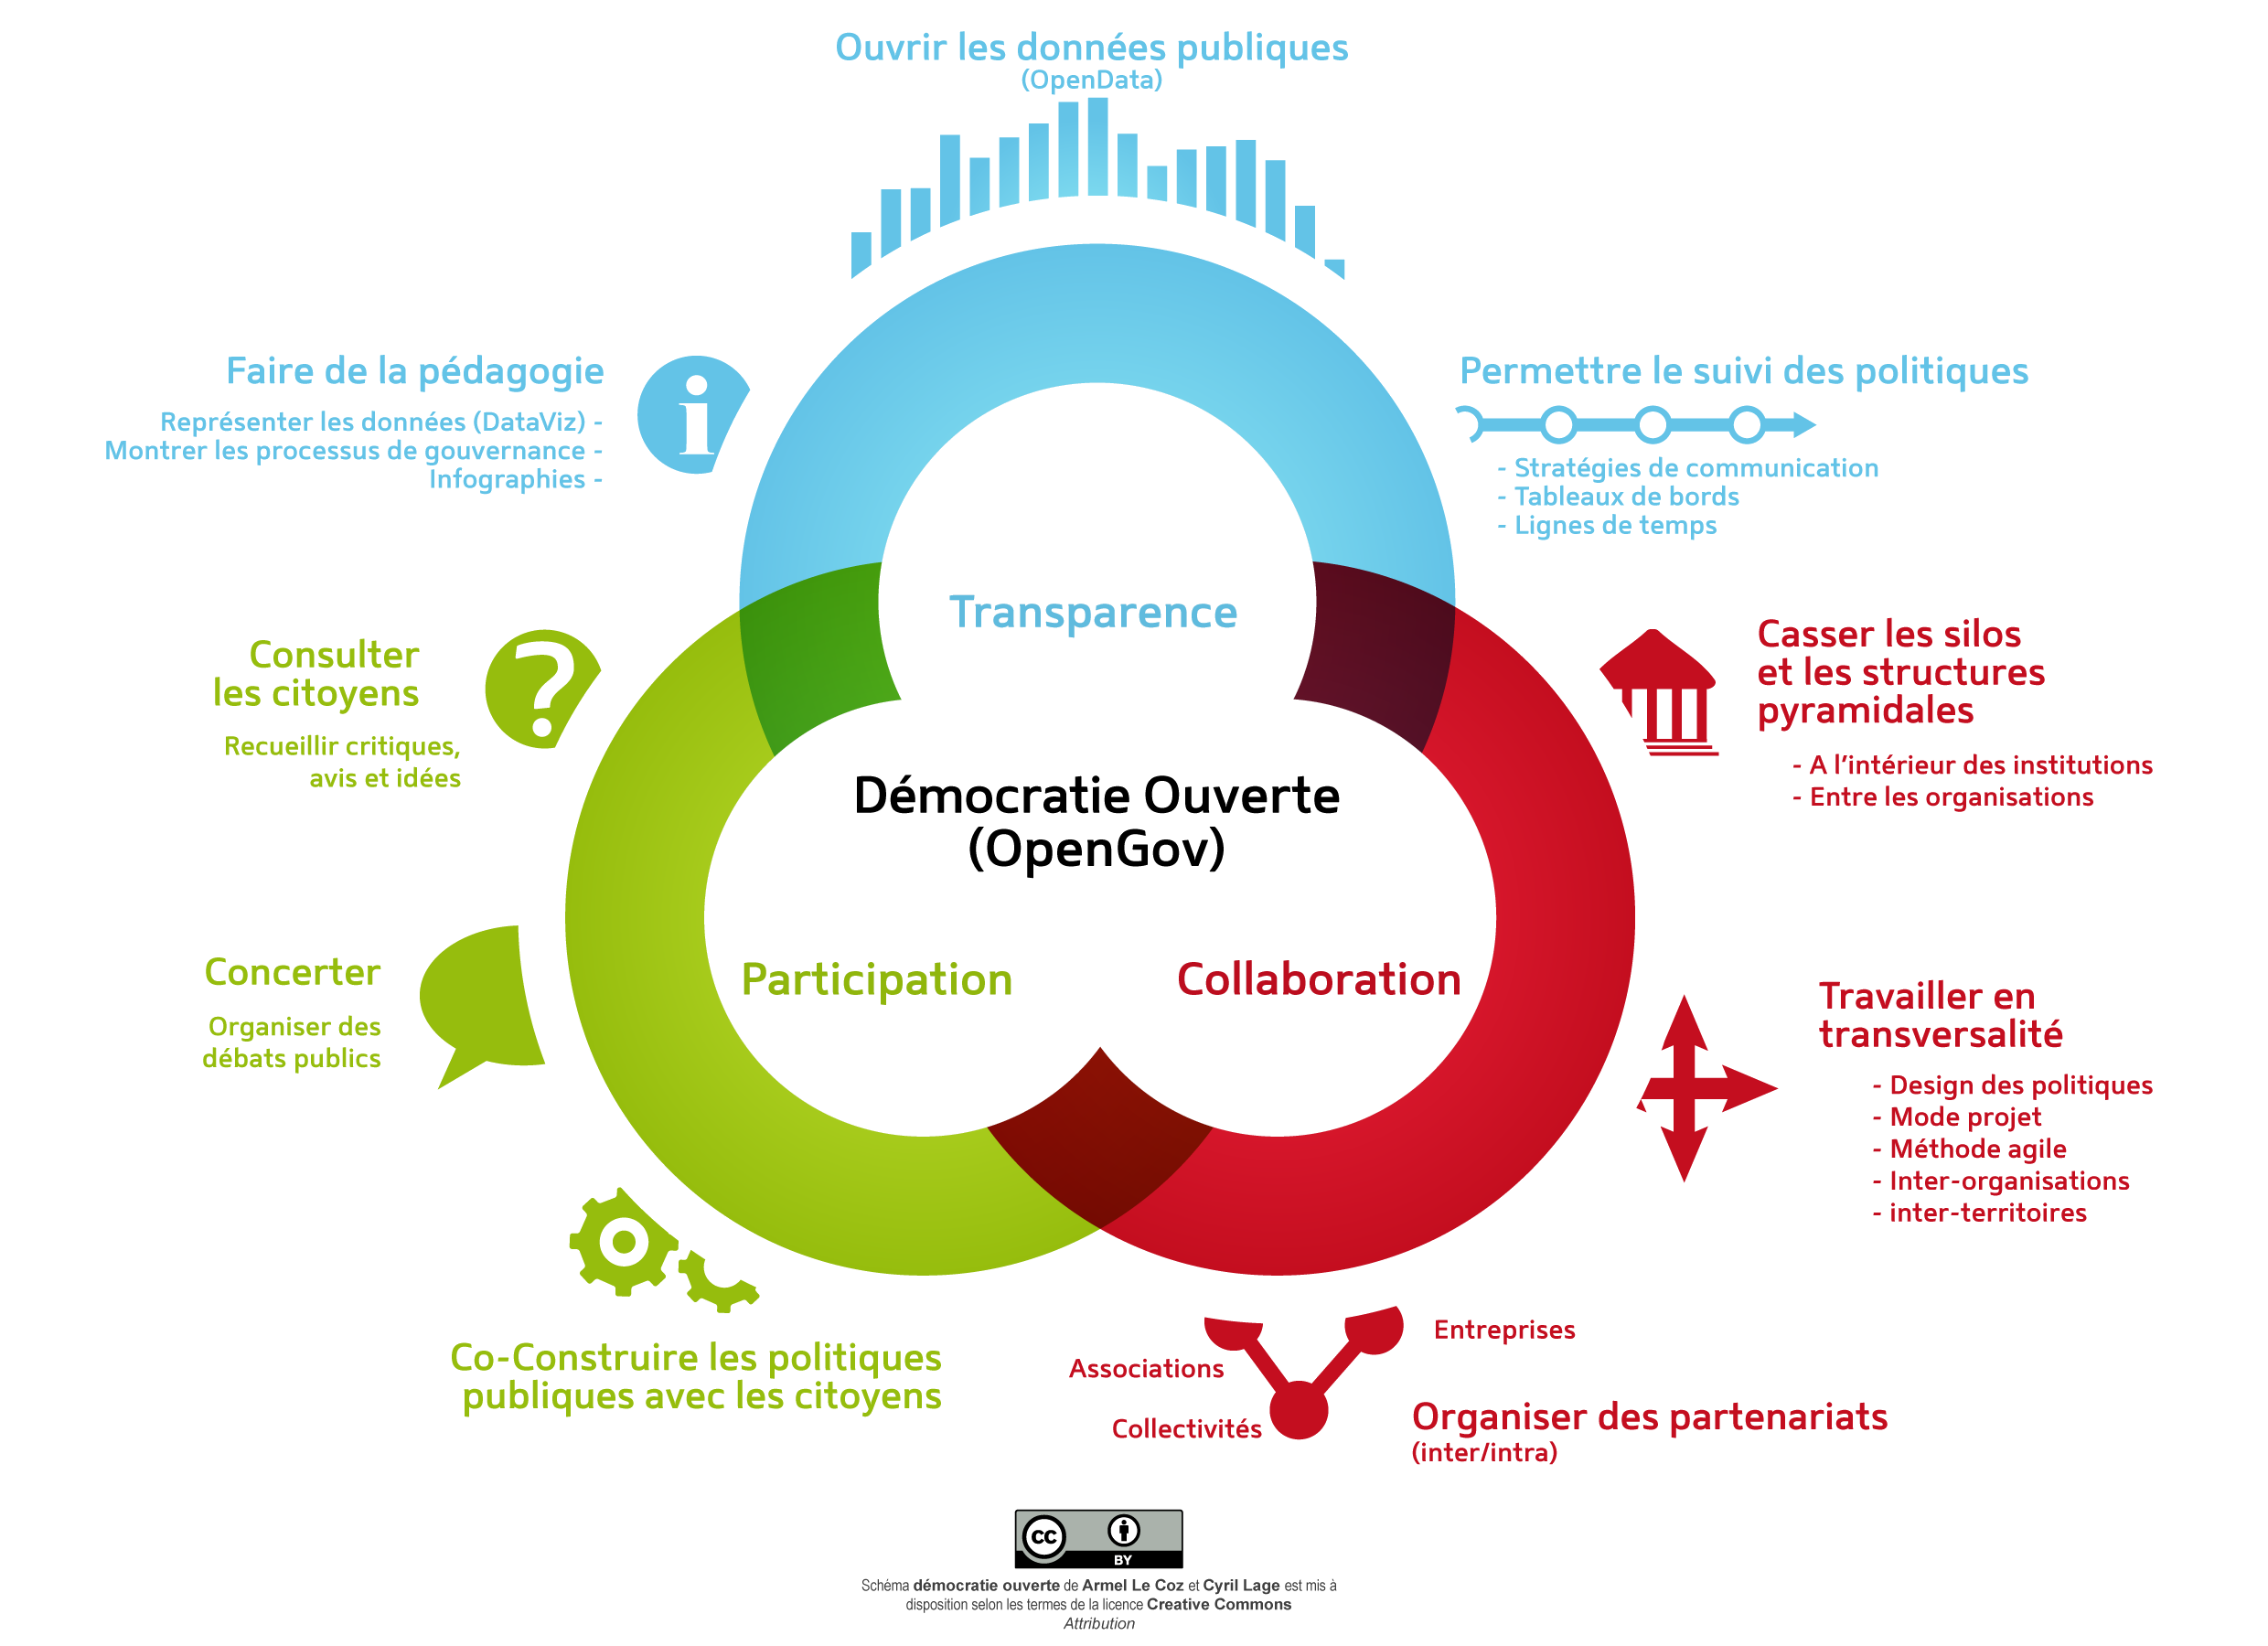 Ouvrir les données publiques
(OpenData)
Faire de la pédagogie
Représenter les données (DataViz) -
Montrer les processus de gouvernance -
Infographies -
Permettre le suivi des politiques
- Stratégies de communication
- Tableaux de bords
- Lignes de temps
Transparence
Consulter
les citoyens
Recueillir critiques,
avis et idées
Casser les silos
et les structures
pyramidales
- A l’intérieur des institutions
- Entre les organisations
Démocratie Ouverte
(OpenGov)
Participation
Collaboration
Concerter
Organiser des
débats publics
Travailler en
transversalité
- Design des politiques
- Mode projet
- Méthode agile
- Inter-organisations
- inter-territoires
Co-Construire les politiques
publiques avec les citoyens
Associations
Entreprises
Collectivités
Organiser des partenariats
(inter/intra)
cc
BY
Schéma démocratie ouverte de Armel Le Coz et Cyril Lage est mis à
disposition selon les termes de la licence Creative Commons
Attribution